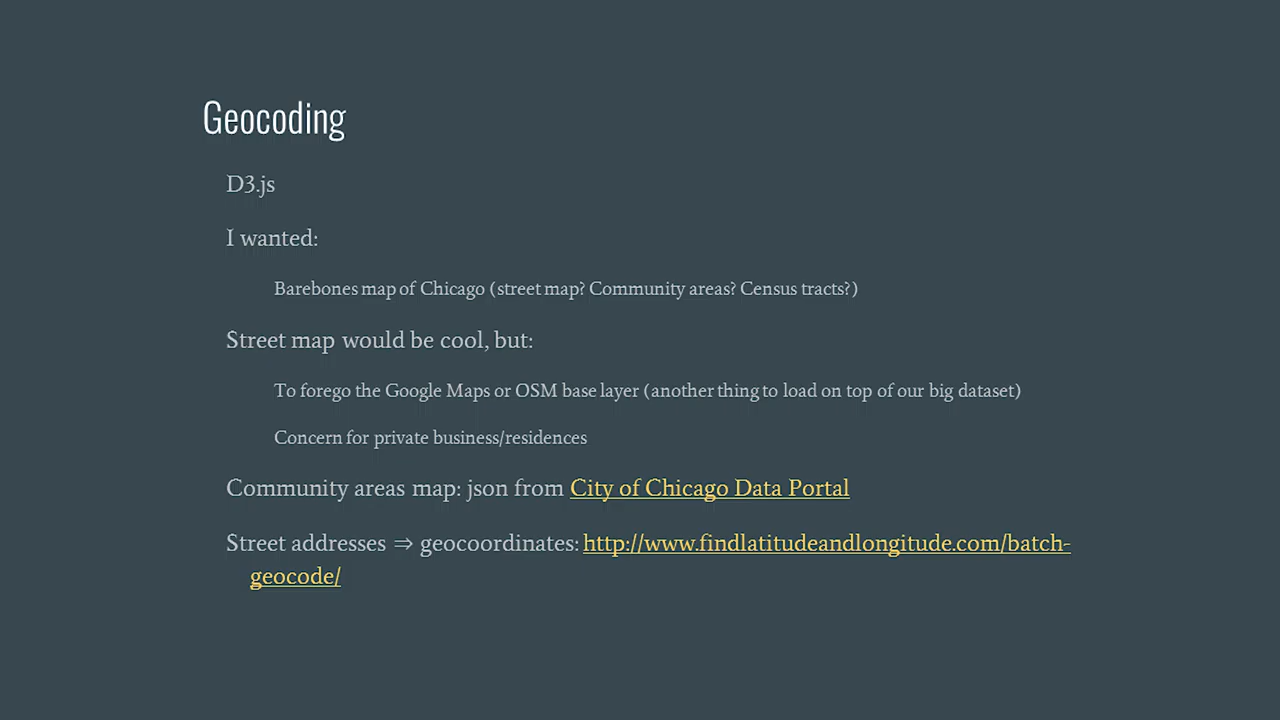 Geocoding
D3.js
I wanted:
Barebones map of Chicago (street map? Community areas? Census tracts?)
Street map would be cool, but:
To forego the Google Maps or OSM base layer (another thing to load on top of our big dataset)
Concern for private business/residences
Community areas map: json from City of Chicago Data Portal
Street addresses ⇒ geocoordinates: http://www.findlatitudeandlongitude.com/batch-
geocode/